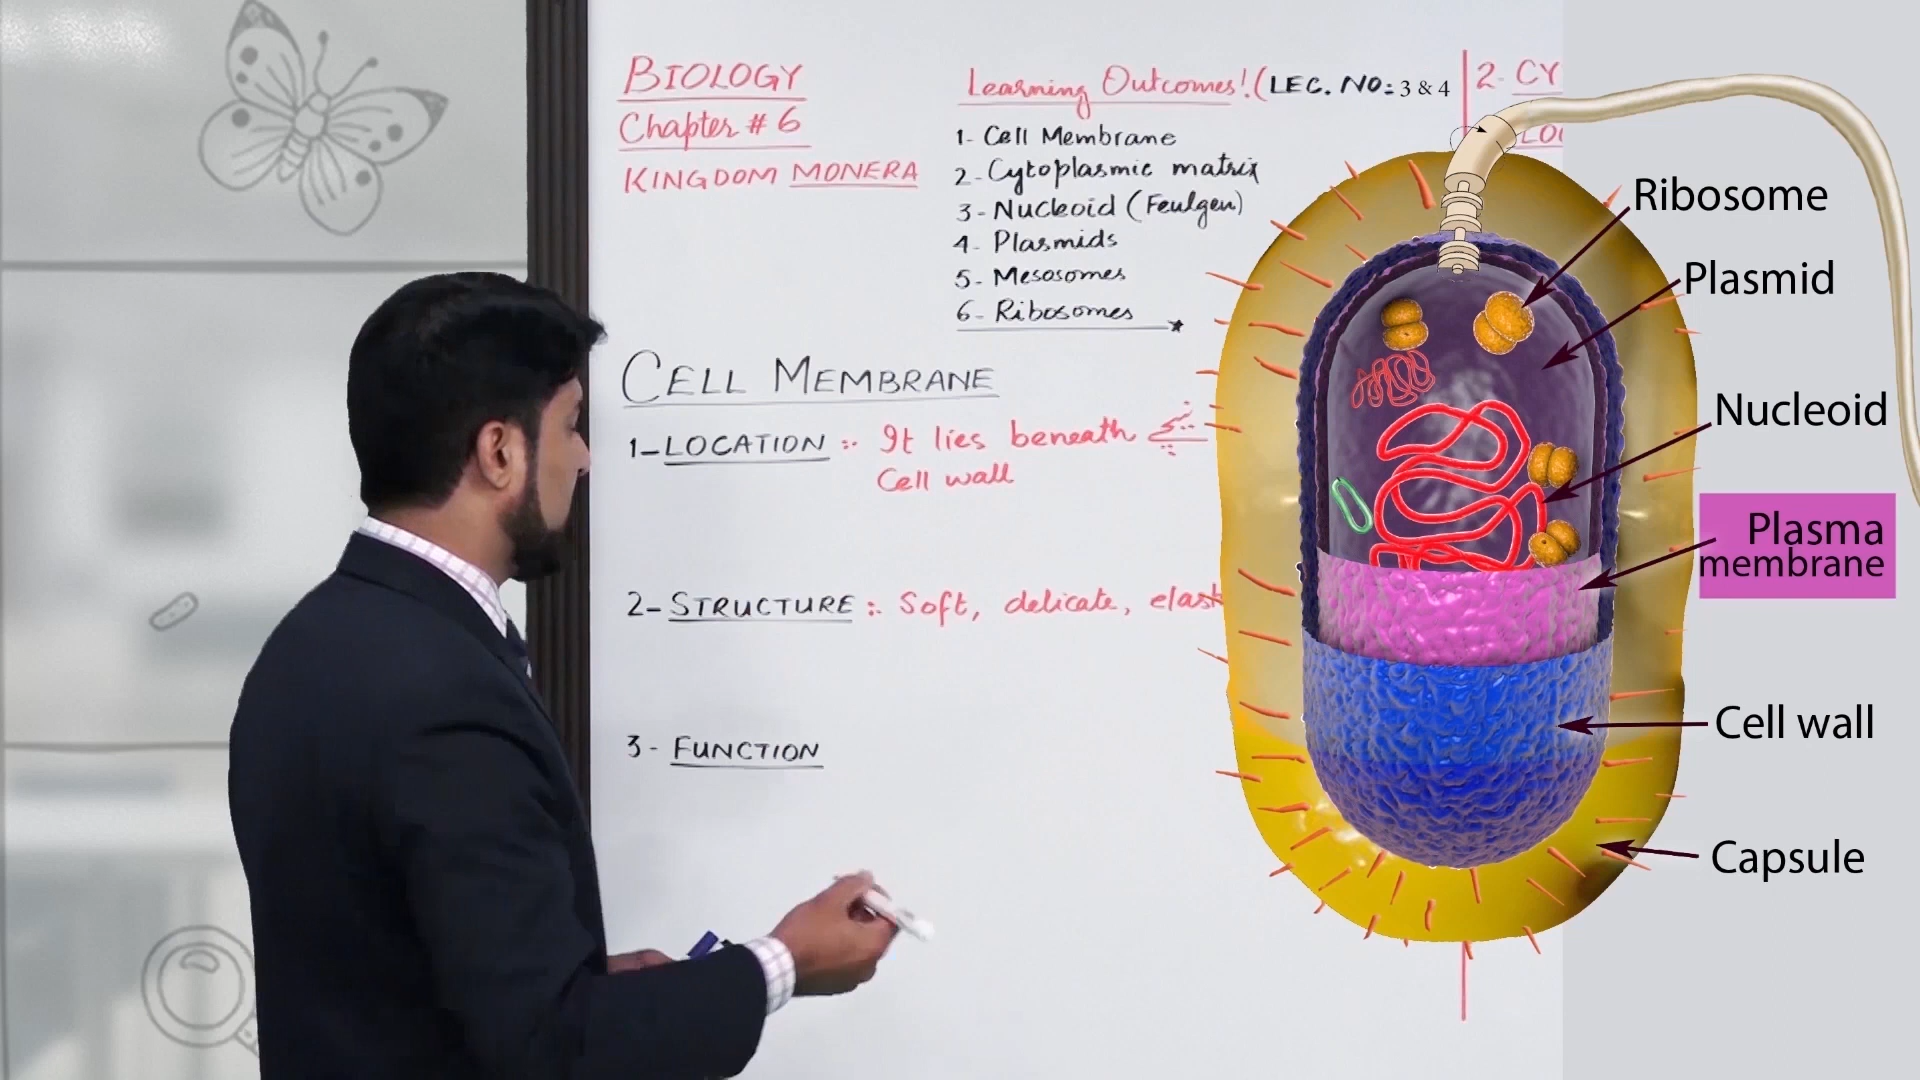 BIOLOGY
Chapter # 6
KINGDOM MONERA
Learning Outcomes! (LEC. NO: 3 & 4
1- Cell Membrane
2- Cytoplasmic matrix
3- Nucleoid (Feulgen)
4- Plasmids
5- Mesosomes
6- Ribosomes
CELL MEMBRANE
1- LOCATION :- It lies beneath نیچے
Cell wall
2- STRUCTURE :- Soft, delicate, elast
3- FUNCTION
2- CY
LOC
Ribosome
Plasmid
Nucleoid
Plasma
membrane
Cell wall
Capsule